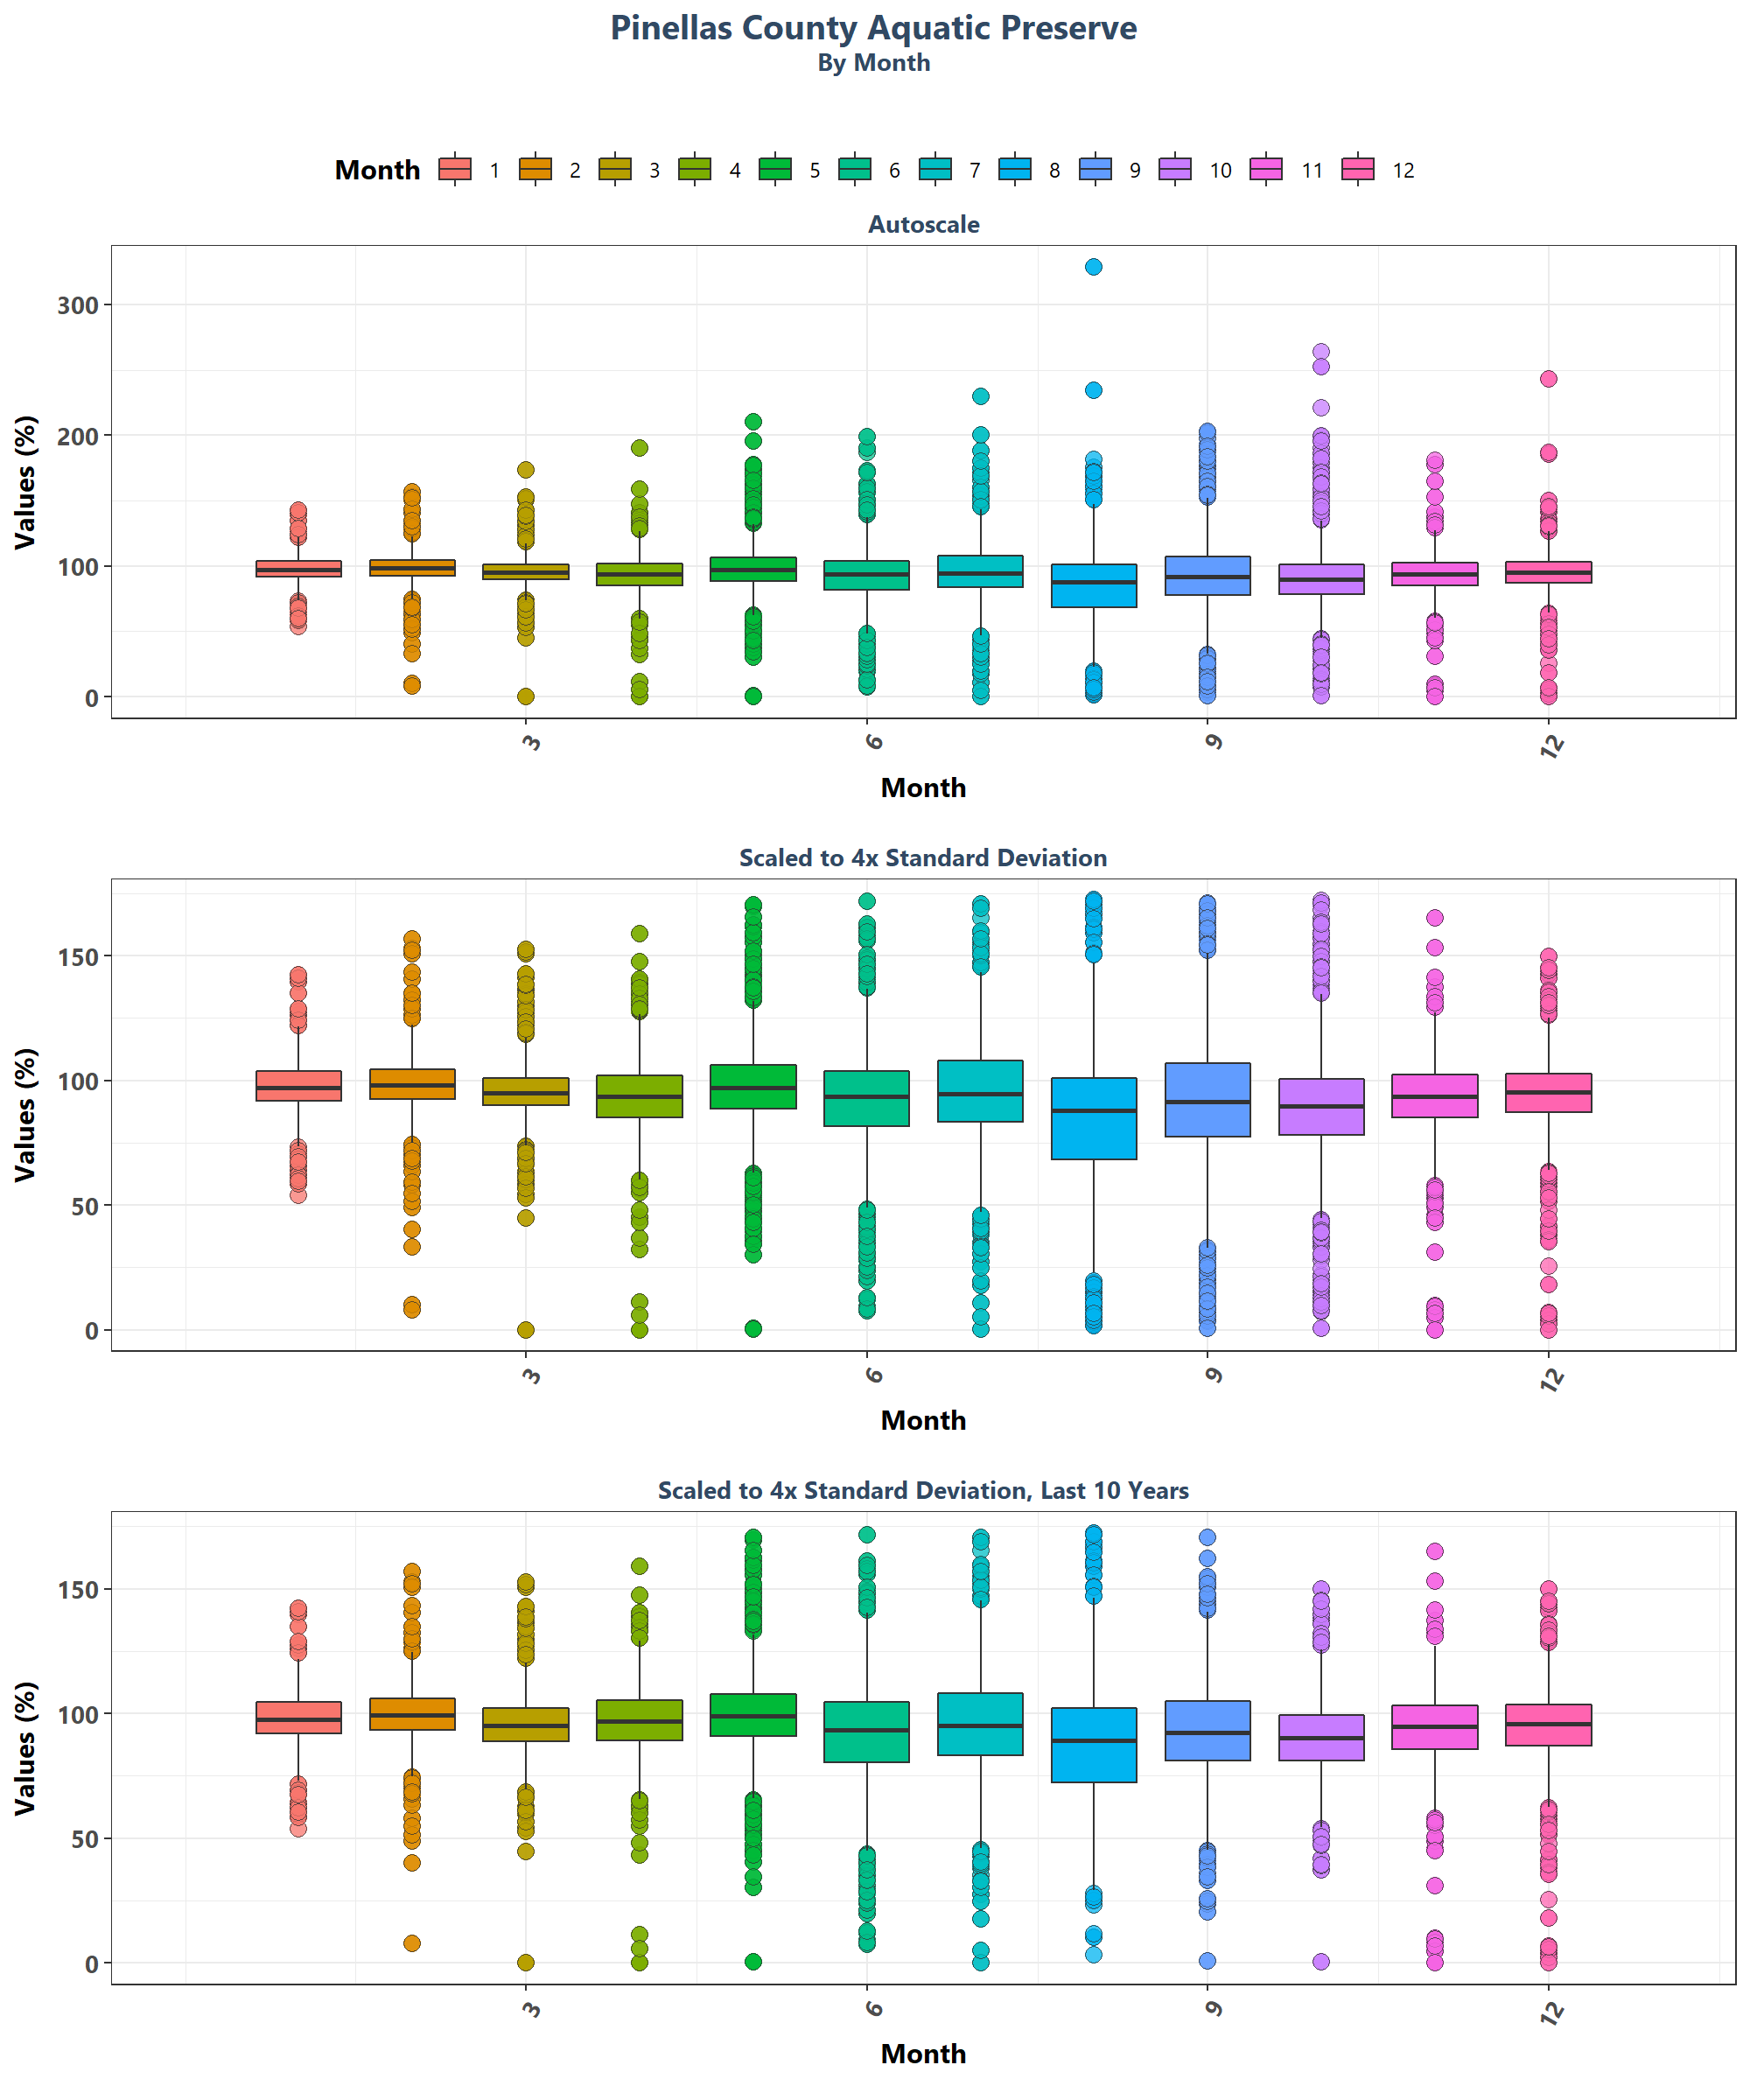 Pinellas County Aquatic Preserve
By Month
Month 1 2 3 4 5 6 7 8 9 10 11 12
Autoscale
Values (%)
300
200
100
0
3 6 9 12
Month
Scaled to 4x Standard Deviation
Values (%)
150
100
50
0
3 6 9 12
Month
Scaled to 4x Standard Deviation, Last 10 Years
Values (%)
150
100
50
0
3 6 9 12
Month